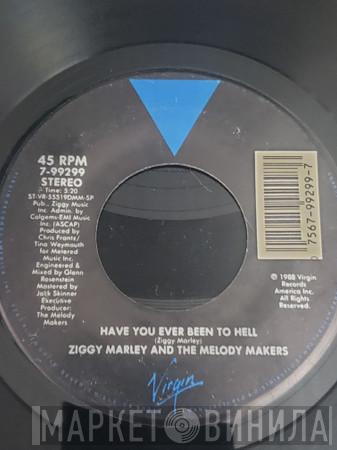 45 RPM
7-99299
STEREO
Time: 5:20
ST-VR-55519DMM-SP
Pub., Ziggy Music
Inc. Admin. by
Colgems-EMI Music
Inc. (ASCAP)
Produced by
Chris Frantz/
Tina Weymouth
for Metered
Music Inc.
Engineered &
Mixed by Glenn
Rosenstein
Mastered by
Jack Skinner
Executive
Producer:
The Melody
Makers
7567-99299-7
℗ 1988 Virgin
Records
America Inc.
All Rights
Reserved.
HAVE YOU EVER BEEN TO HELL
(Ziggy Marley)
ZIGGY MARLEY AND THE MELODY MAKERS
Virgin
МАРКЕТ ВИНИЛА